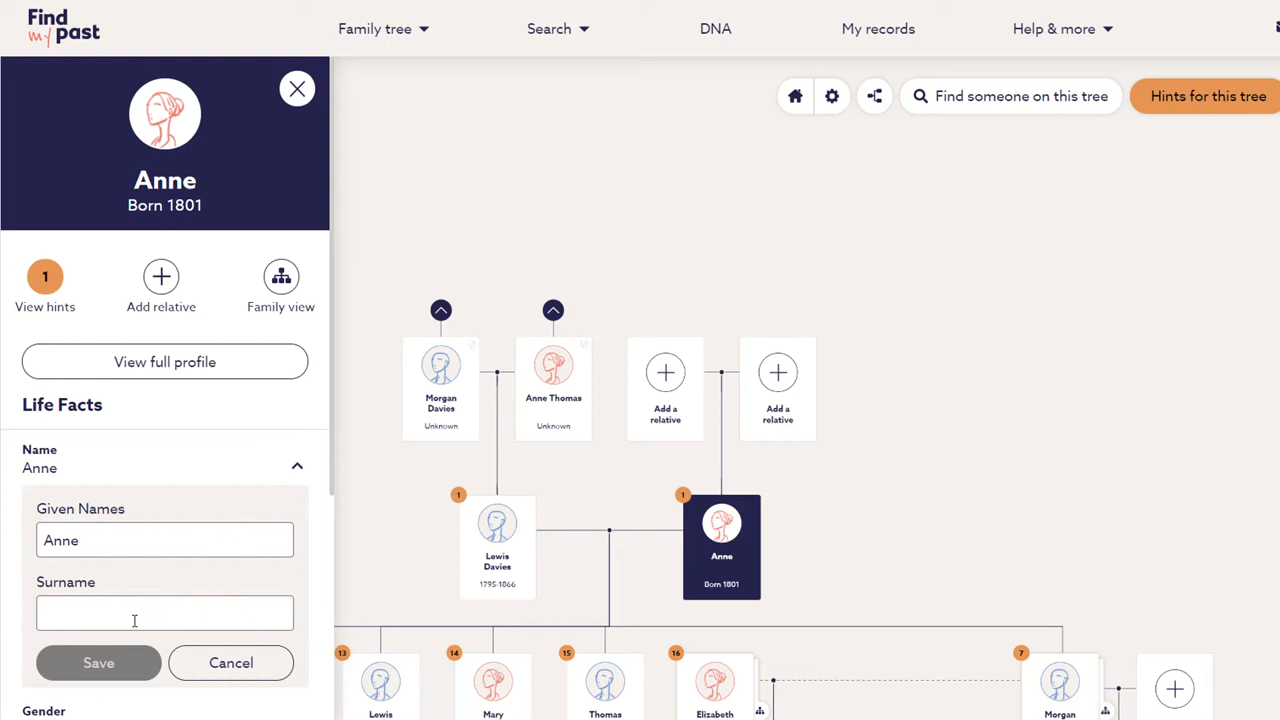 Find
my past
Family tree
Search
DNA
My records
Help & more
Anne
Born 1801
1
View hints
Add relative
Family view
View full profile
Life Facts
Name
Anne
Given Names
Anne
Surname
Save
Cancel
Gender
Find someone on this tree
Hints for this tree
Morgan
Davies
Unknown
Anne Thomas
Unknown
Add a
relative
Add a
relative
1
Lewis
Davies
1795-1866
1
Anne
Born 1801
13
Lewis
14
Mary
15
Thomas
16
Elizabeth
7
Morgan